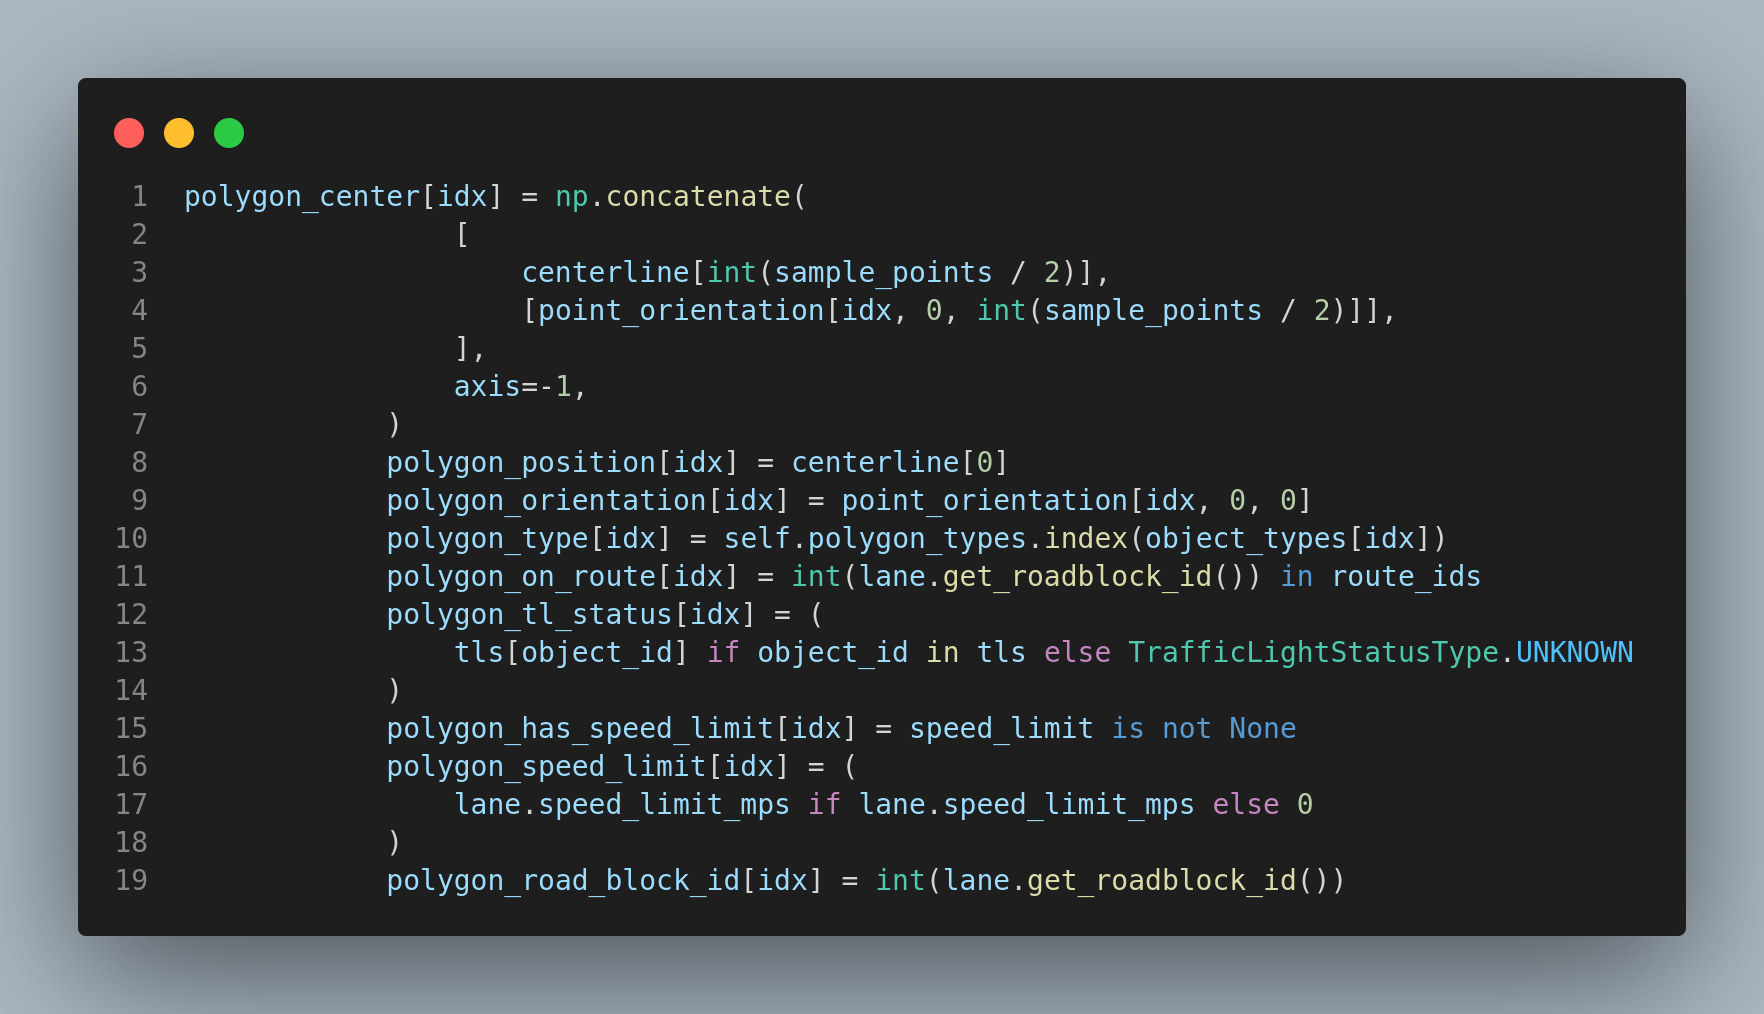 1 polygon_center[idx] = np.concatenate(
2                 [
3                     centerline[int(sample_points / 2)],
4                     [point_orientation[idx, 0, int(sample_points / 2)]],
5                 ],
6                 axis=-1,
7             )
8             polygon_position[idx] = centerline[0]
9             polygon_orientation[idx] = point_orientation[idx, 0, 0]
10             polygon_type[idx] = self.polygon_types.index(object_types[idx])
11             polygon_on_route[idx] = int(lane.get_roadblock_id()) in route_ids
12             polygon_tl_status[idx] = (
13                 tls[object_id] if object_id in tls else TrafficLightStatusType.UNKNOWN
14             )
15             polygon_has_speed_limit[idx] = speed_limit is not None
16             polygon_speed_limit[idx] = (
17                 lane.speed_limit_mps if lane.speed_limit_mps else 0
18             )
19             polygon_road_block_id[idx] = int(lane.get_roadblock_id())